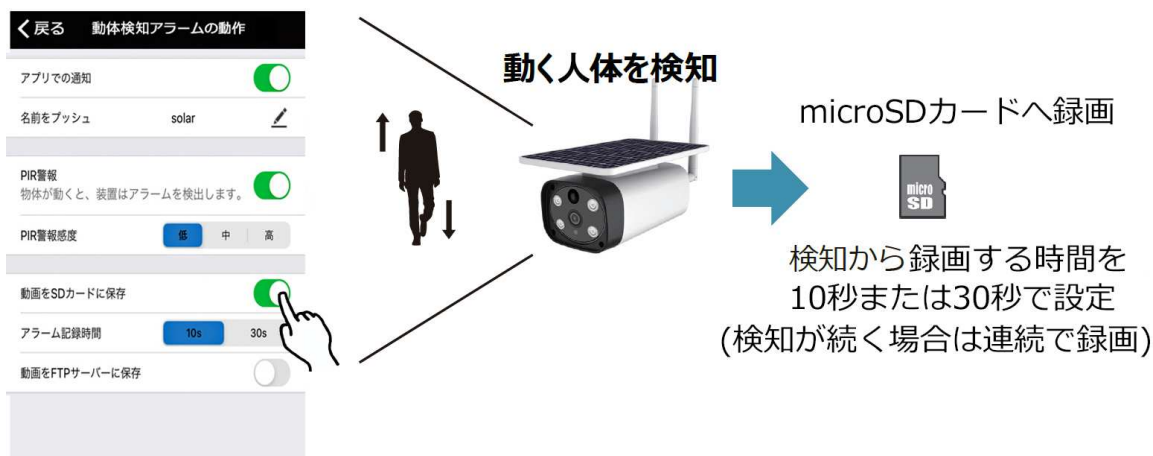 戻る 動体検知アラームの動作
アプリでの通知
名前をプッシュ solar
PIR警報
物体が動くと、装置はアラームを検出します。
PIR警報感度 低 中 高
動画をSDカードに保存
アラーム記録時間 10s 30s
動画をFTPサーバーに保存
動く人体を検知
microSDカードへ録画
micro
SD
検知から録画する時間を
10秒または30秒で設定
(検知が続く場合は連続で録画)